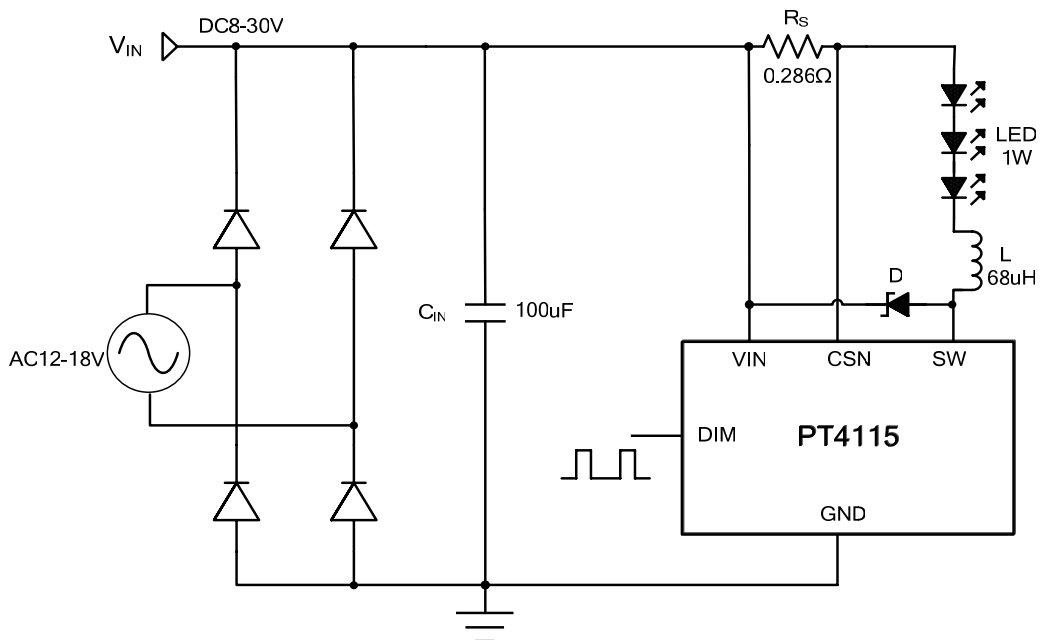 DC8-30V
VIN
RS
0.286Ω
LED
1W
L
68uH
D
CIN
100uF
AC12-18V
VIN
CSN
SW
DIM
PT4115
GND